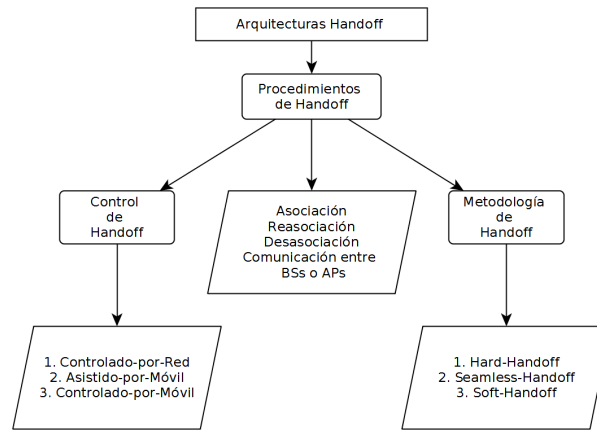 Arquitecturas Handoff
Procedimientos
de Handoff
Control
de
Handoff
Asociación
Reasociación
Desasociación
Comunicación entre
BSs o APs
Metodología
de
Handoff
1. Controlado-por-Red
2. Asistido-por-Móvil
3. Controlado-por-Móvil
1. Hard-Handoff
2. Seamless-Handoff
3. Soft-Handoff